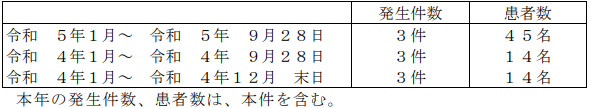 発生件数　患者数
令和　５年１月～　令和　５年　９月２８日　３件　４５名
令和　４年１月～　令和　４年　９月２８日　３件　１４名
令和　４年１月～　令和　４年１２月　末日　３件　１４名
本年の発生件数、患者数は、本件を含む。